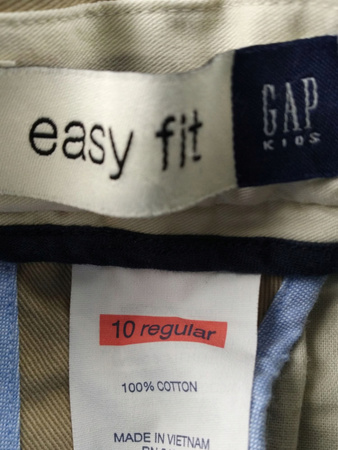 easy fit
GAP
KIDS
10 regular
100% COTTON
MADE IN VIETNAM